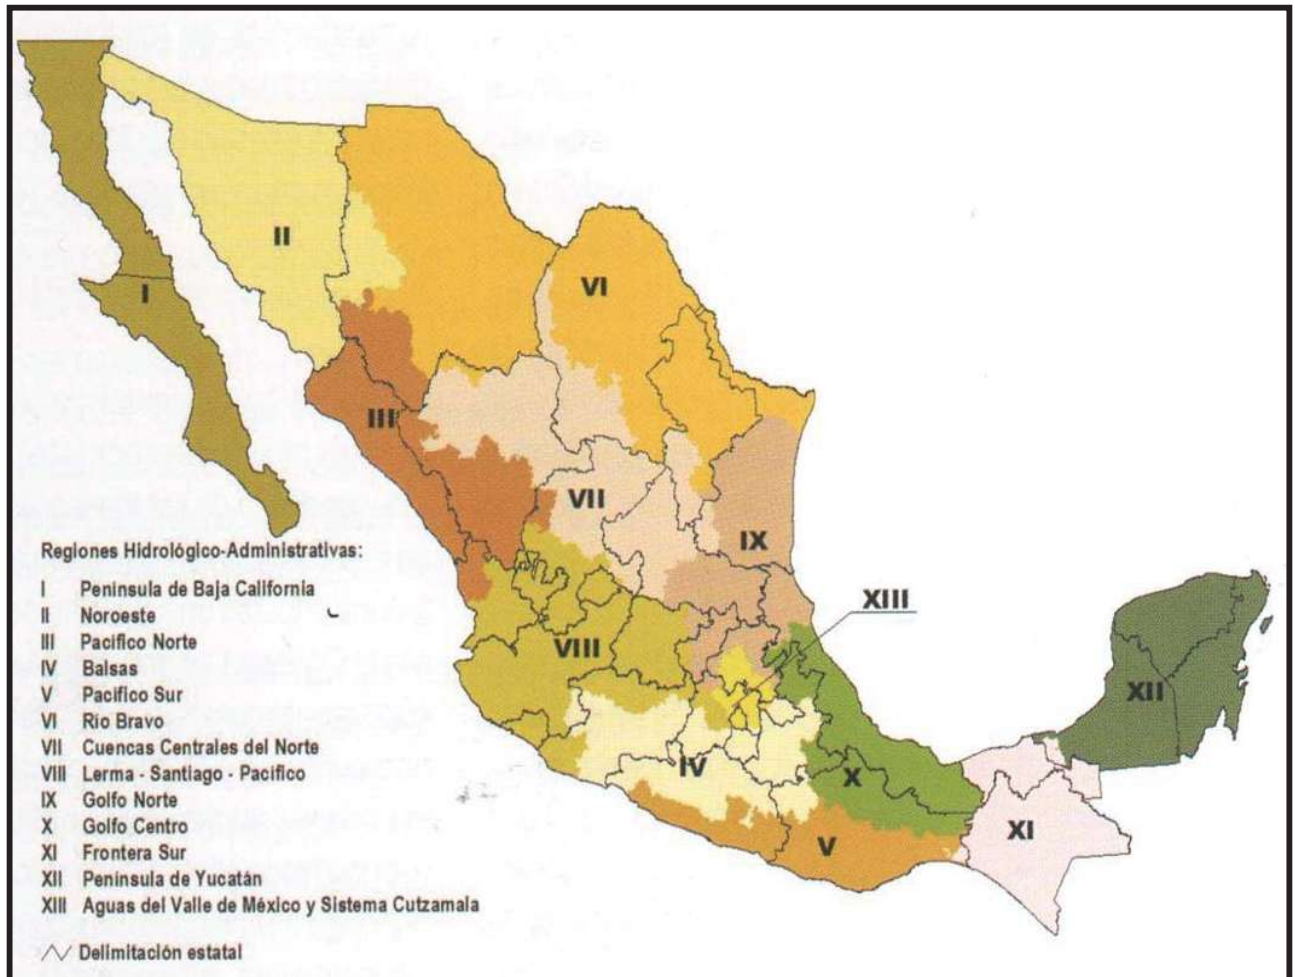 II
VI
I
III
VII
IX
XIII
VIII
XII
IV
X
XI
V
Regiones Hidrológico-Administrativas:
I Península de Baja California
II Noroeste
III Pacifico Norte
IV Balsas
V Pacifico Sur
VI Río Bravo
VII Cuencas Centrales del Norte
VIII Lerma - Santiago - Pacifico
IX Golfo Norte
X Golfo Centro
XI Frontera Sur
XII Península de Yucatán
XIII Aguas del Valle de México y Sistema Cutzamala
Delimitación estatal